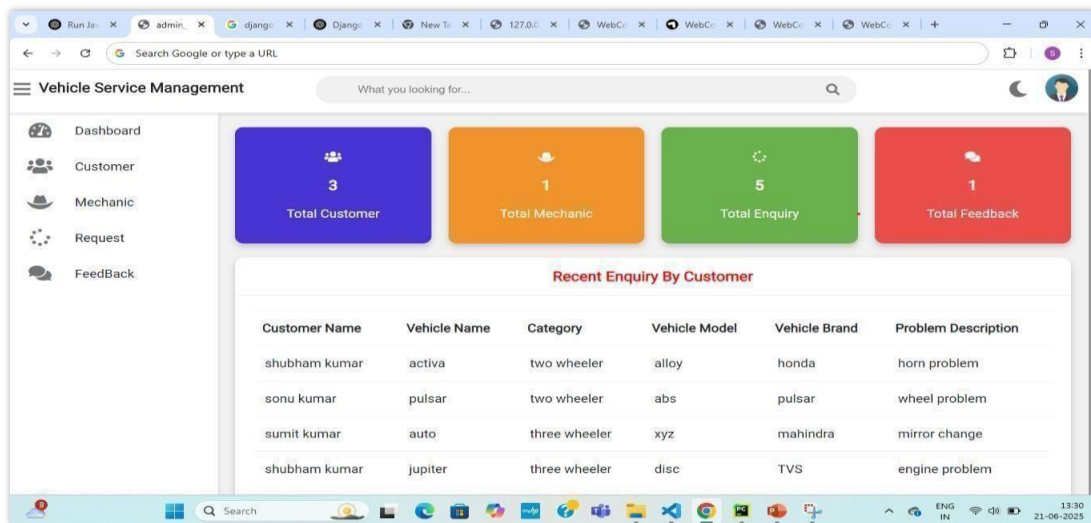 Run Ja
admin_
django
Django
New Ta
127.0.0
WebCo
WebCo
WebCo
WebCo
Search Google or type a URL
S
Vehicle Service Management
What you looking for...
Dashboard
Customer
Mechanic
Request
FeedBack
3
Total Customer
1
Total Mechanic
5
Total Enquiry
1
Total Feedback
Recent Enquiry By Customer
Customer Name Vehicle Name Category Vehicle Model Vehicle Brand Problem Description
shubham kumar activa two wheeler alloy honda horn problem
sonu kumar pulsar two wheeler abs pulsar wheel problem
sumit kumar auto three wheeler xyz mahindra mirror change
shubham kumar jupiter three wheeler disc TVS engine problem
Search
ENG
IN
13:30
21-06-2025